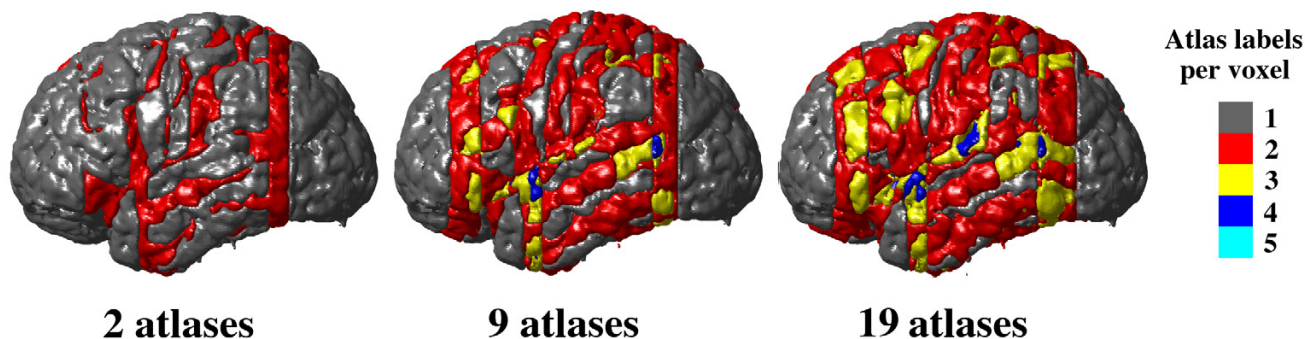 Atlas labels
per voxel
1
2
3
4
5
2 atlases
9 atlases
19 atlases